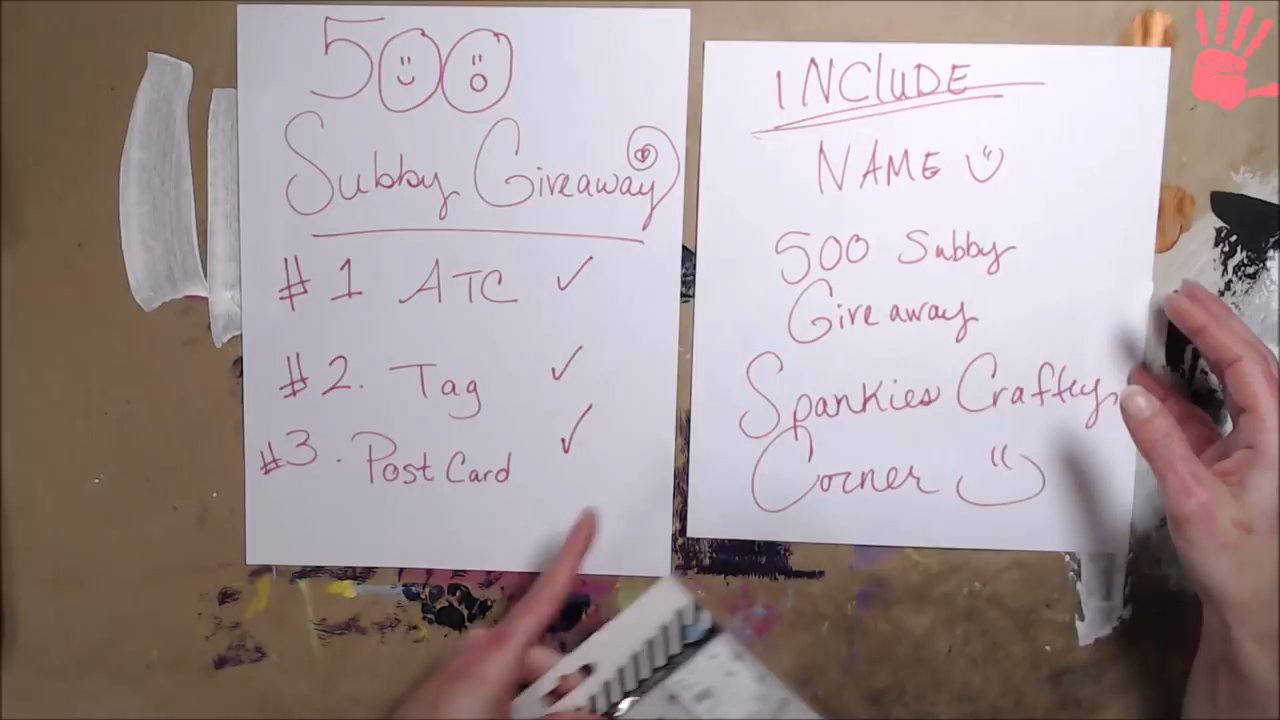 500
Subby Giveaway
#1 ATC ✓
#2. Tag ✓
#3. Post Card ✓
INCLUDE
NAME
500 Subby
Giveaway
Spankies Craftey
Corner